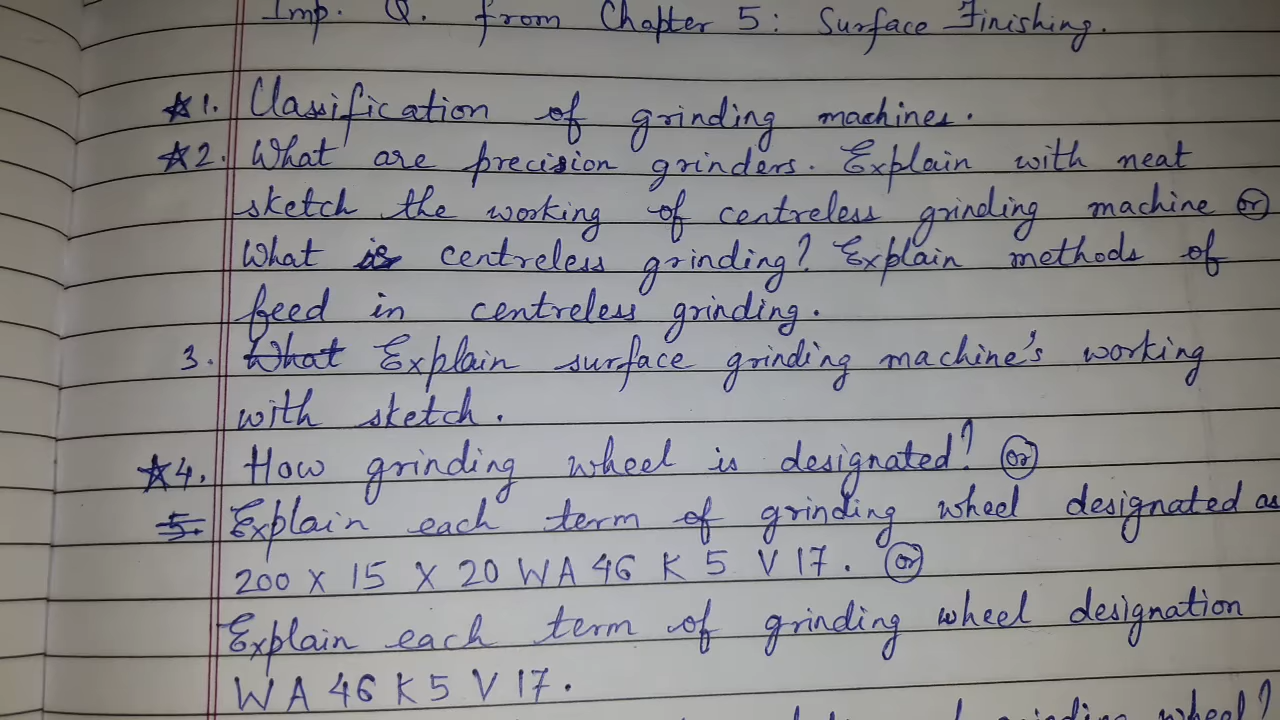 Imp. Q. from Chapter 5: Surface Finishing.
☆1. Classification of grinding machines.
☆2. What are precision grinders. Explain with neat
sketch the working of centreless grinding machine (or)
What is centreless grinding? Explain methods of
feed in centreless grinding.
3. What Explain surface grinding machine's working
with sketch.
☆4. How grinding wheel is designated? (or)
5. Explain each term of grinding wheel designated as
200 X 15 X 20 WA 46 K 5 V 17. (or)
Explain each term of grinding wheel designation
WA 46 K 5 V 17.
grinding wheel?